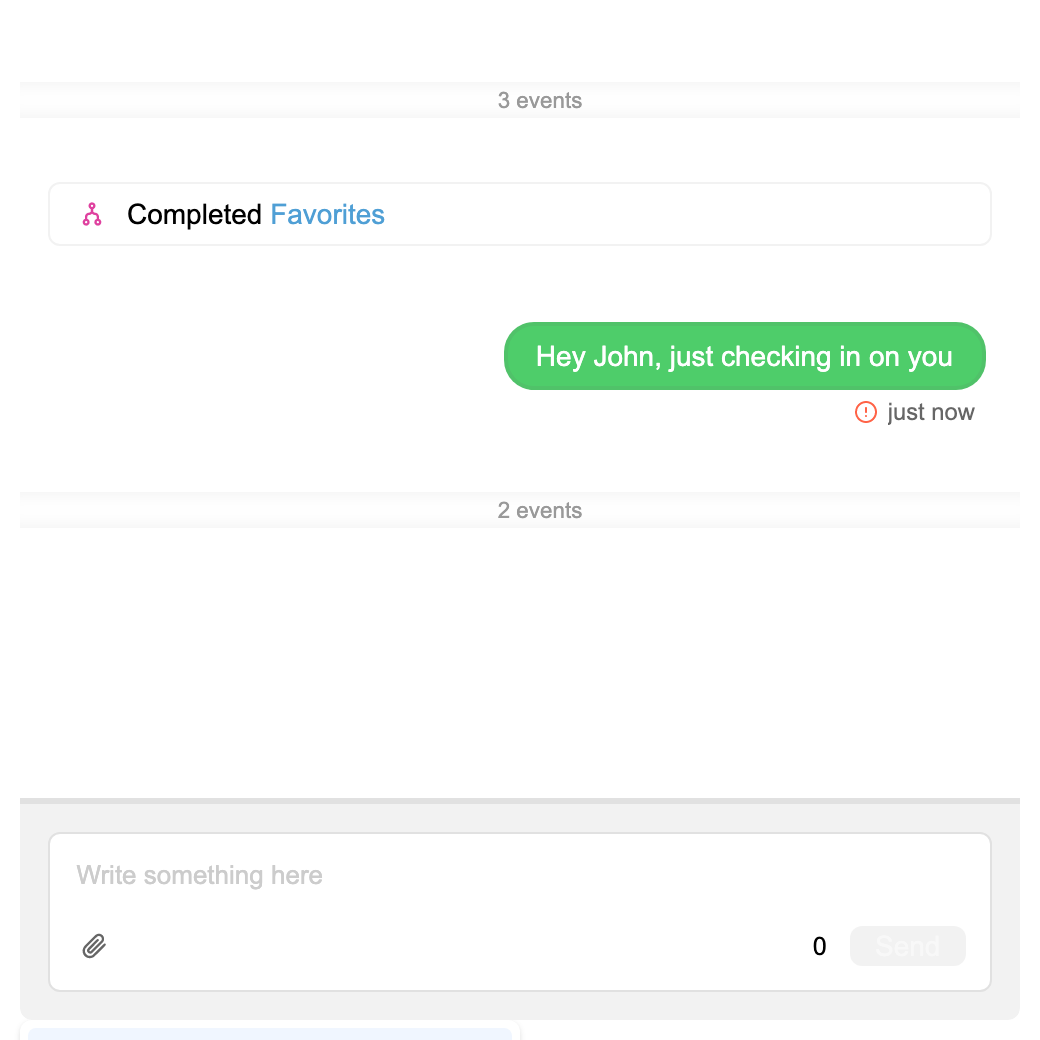 3 events
Completed Favorites
Hey John, just checking in on you
just now
2 events
Write something here
0 Send